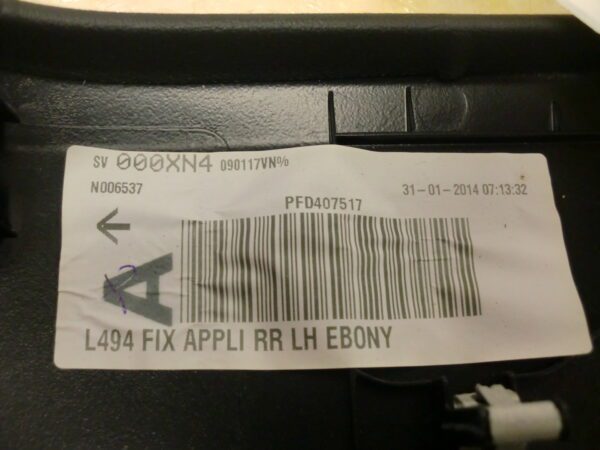 SV 000XN4 090117VN%
N006537 31-01-2014 07:13:32
PFD407517
← A
L494 FIX APPLI RR LH EBONY